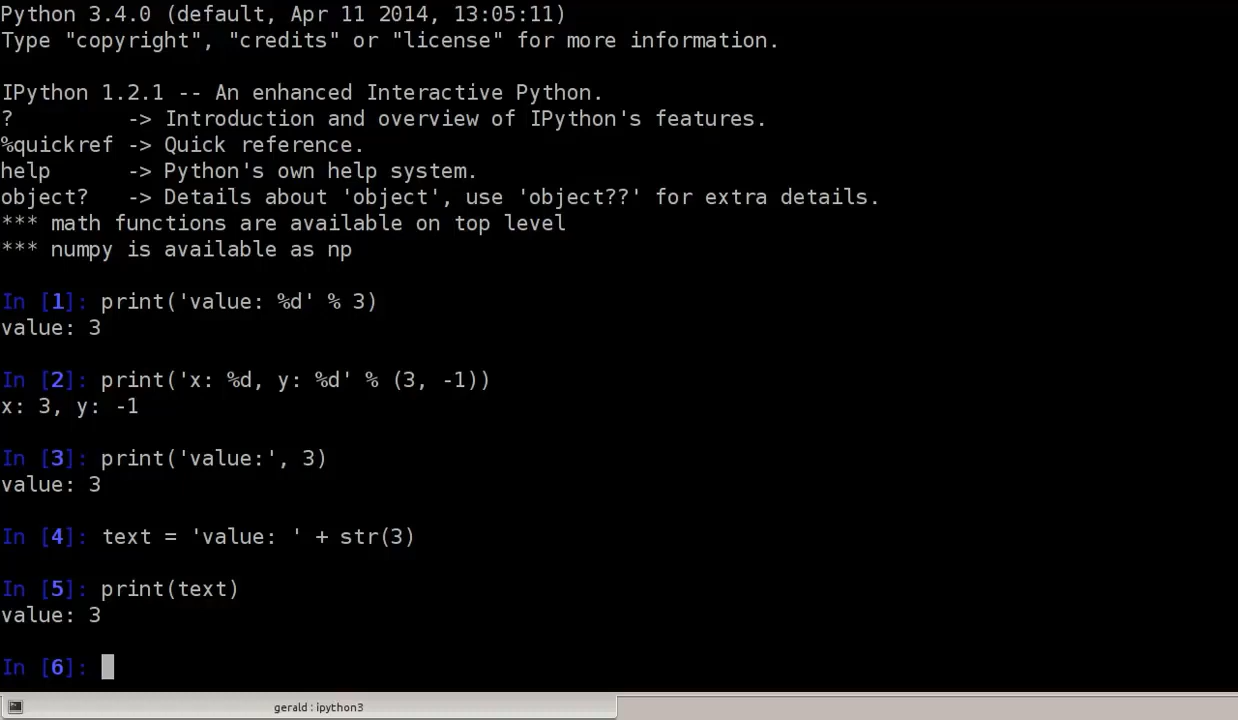 Python 3.4.0 (default, Apr 11 2014, 13:05:11)
Type "copyright", "credits" or "license" for more information.
IPython 1.2.1 -- An enhanced Interactive Python.
?         -> Introduction and overview of IPython's features.
%quickref -> Quick reference.
help      -> Python's own help system.
object?   -> Details about 'object', use 'object??' for extra details.
*** math functions are available on top level
*** numpy is available as np
In [1]: print('value: %d' % 3)
value: 3
In [2]: print('x: %d, y: %d' % (3, -1))
x: 3, y: -1
In [3]: print('value:', 3)
value: 3
In [4]: text = 'value: ' + str(3)
In [5]: print(text)
value: 3
In [6]:
gerald : ipython3